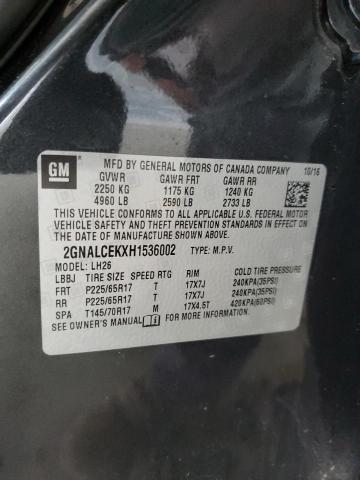 GM
MFD BY GENERAL MOTORS OF CANADA COMPANY 10/16
GVWR GAWR FRT GAWR RR
2250 KG 1175 KG 1240 KG
4960 LB 2590 LB 2733 LB
THIS VEHICLE CONFORMS TO ALL APPLICABLE U.S. FEDERAL MOTOR
VEHICLE SAFETY AND THEFT PREVENTION STANDARDS IN EFFECT
ON THE DATE OF MANUFACTURE SHOWN ABOVE.
2GNALCEKXH1536002 TYPE: M.P.V.
MODEL: LH26
LBBJ TIRE SIZE SPEED RTG RIM COLD TIRE PRESSURE
FRT P225/65R17 T 17X7J 240KPA(35PSI)
RR P225/65R17 T 17X7J 240KPA(35PSI)
SPA T145/70R17 M 17X4.5T 420KPA(60PSI)
SEE OWNER'S MANUAL FOR MORE INFORMATION.